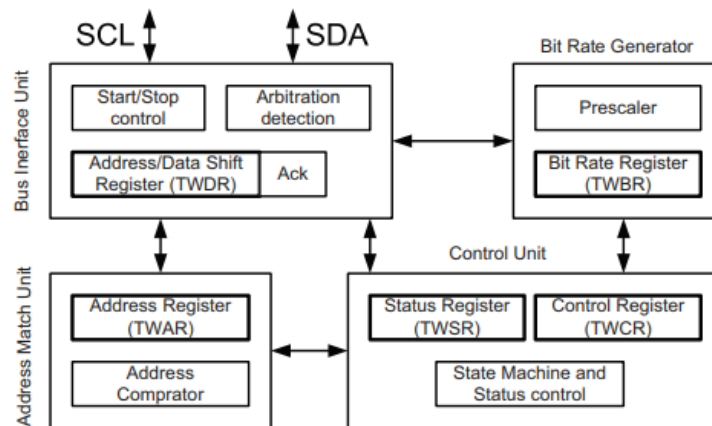 SCL
SDA
Bit Rate Generator
Bus Inerface Unit
Start/Stop
control
Arbitration
detection
Prescaler
Address/Data Shift
Register (TWDR)
Ack
Bit Rate Register
(TWBR)
Control Unit
Address Match Unit
Address Register
(TWAR)
Status Register
(TWSR)
Control Register
(TWCR)
Address
Comprator
State Machine and
Status control